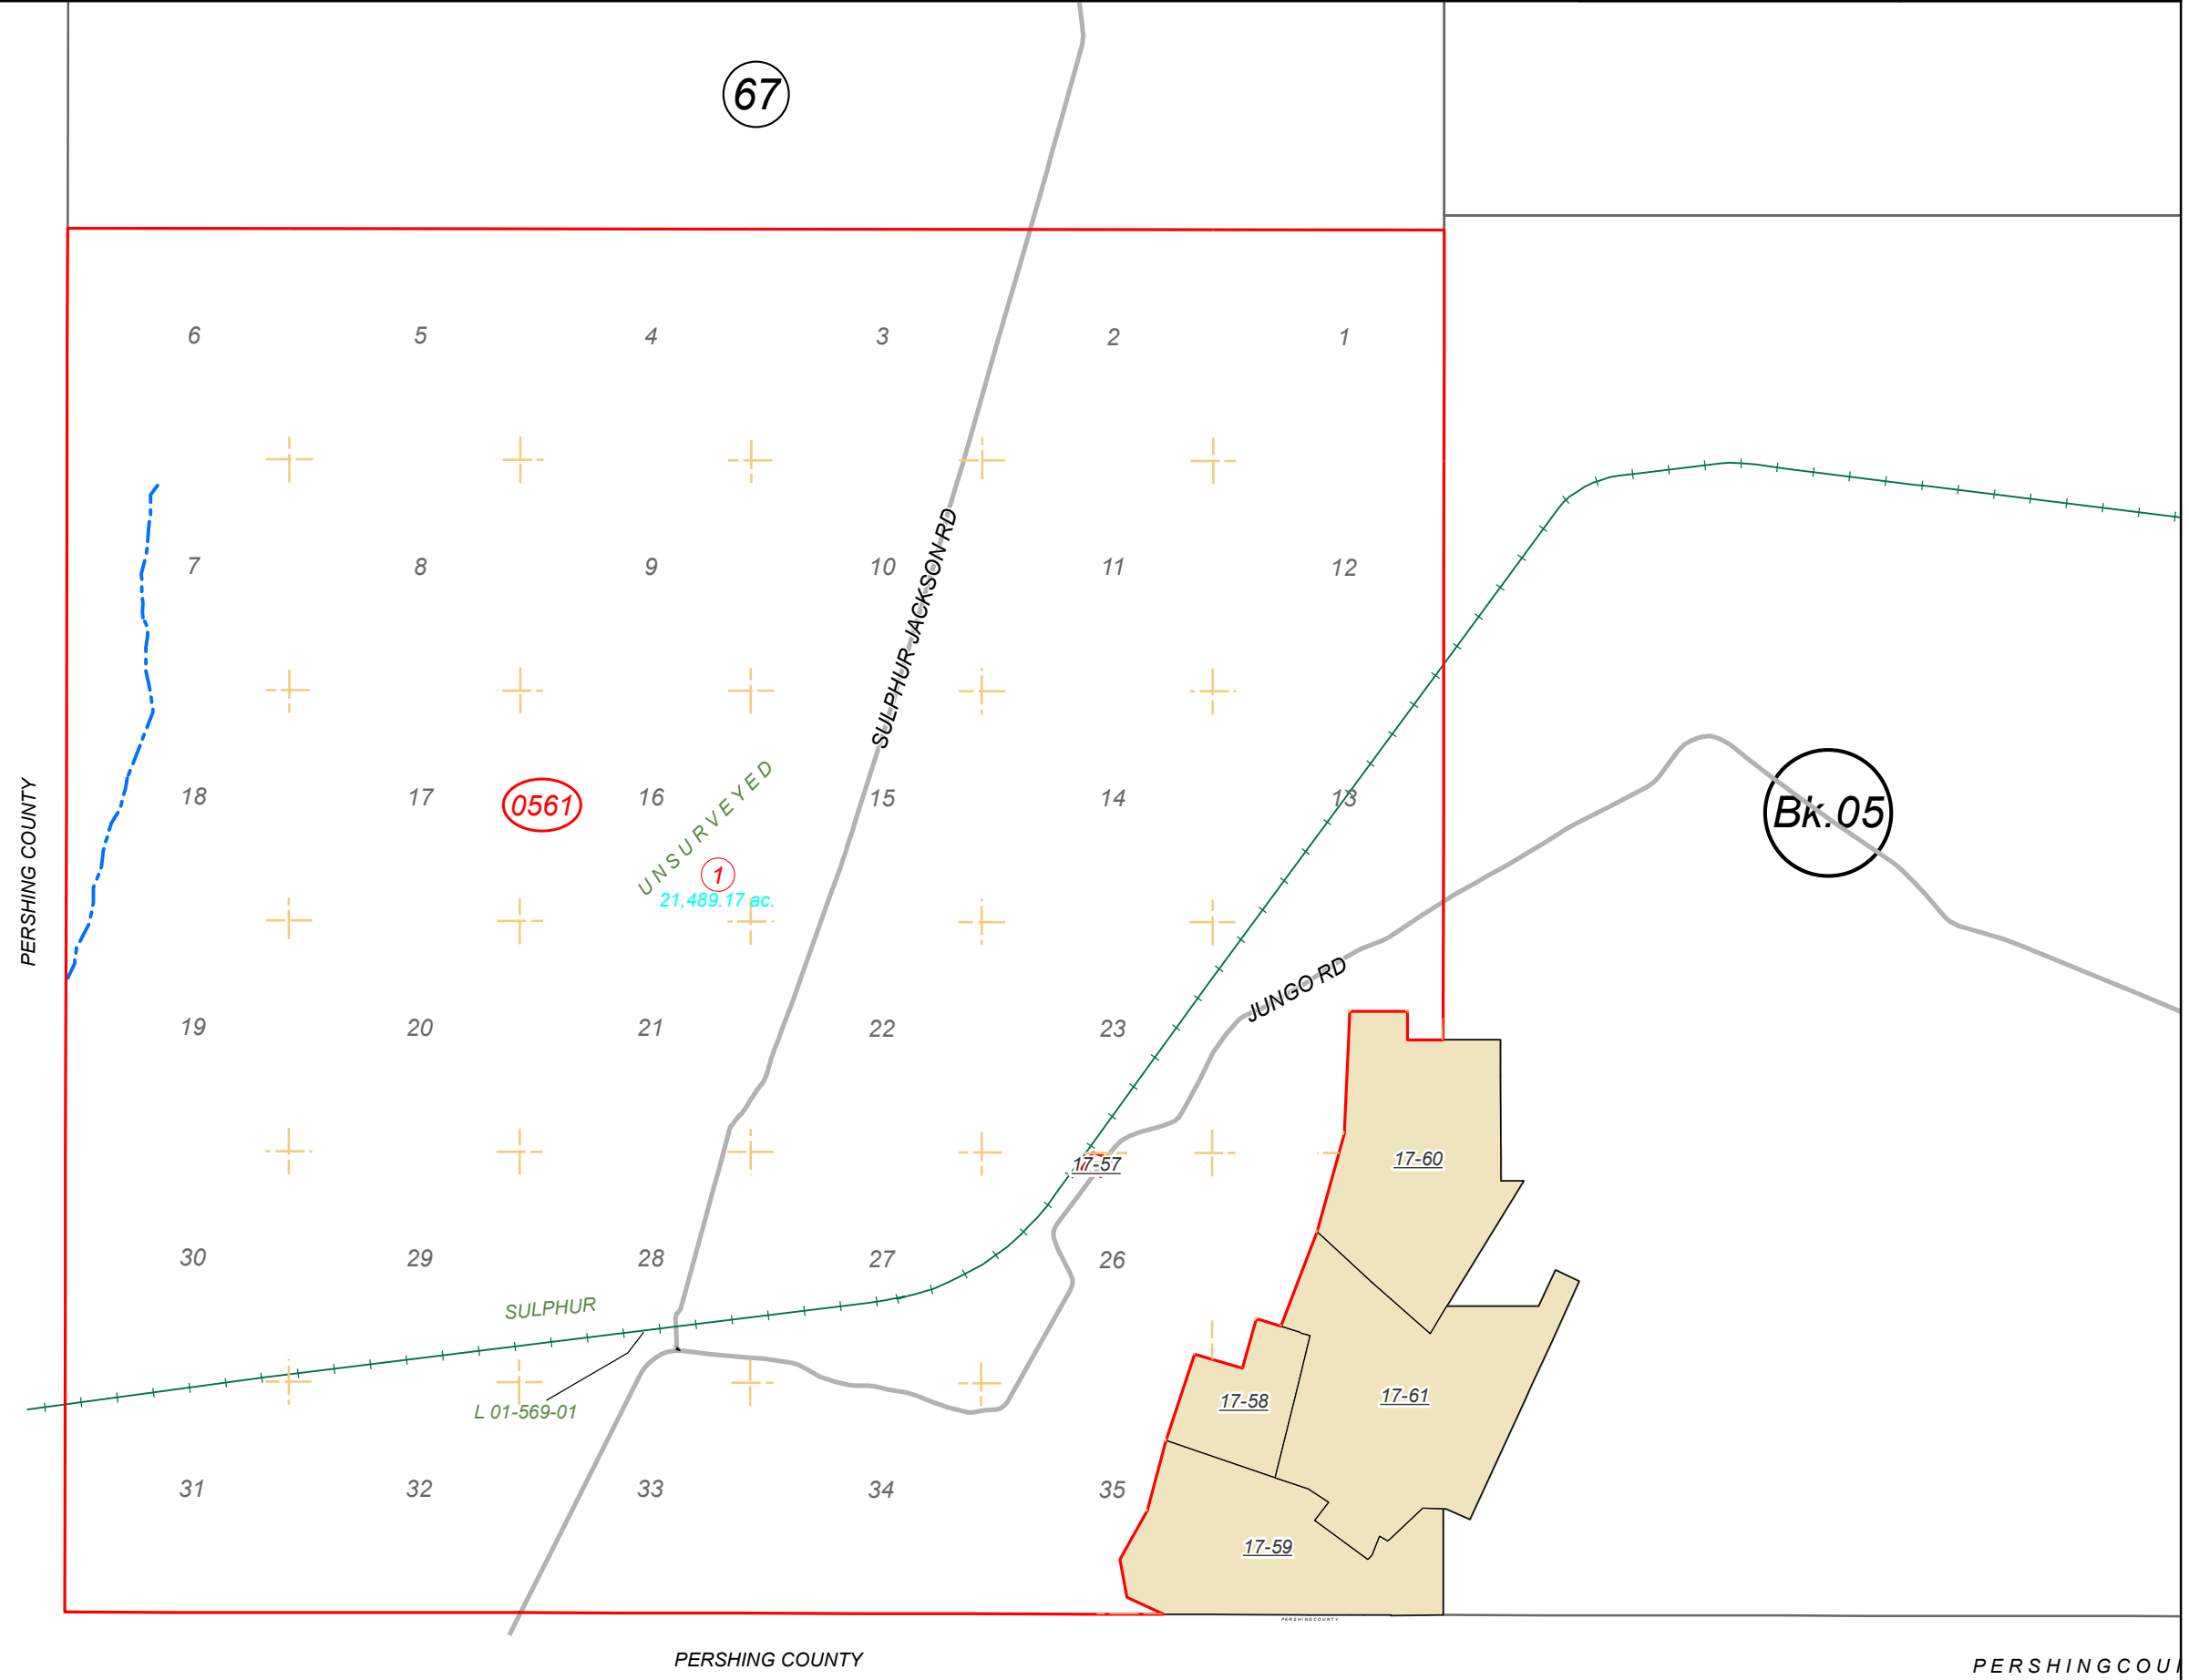 67
6 5 4 3 2 1
7 8 9 10 11 12
SULPHUR JACKSON RD
18 17 0561 16 15 14 13
Bk.05
UNSURVEYED
1
21,489.17 ac.
PERSHING COUNTY
JUNGO RD
19 20 21 22 23
17-57
17-60
30 29 28 27 26
SULPHUR
L 01-569-01
17-58
17-61
31 32 33 34 35
17-59
PERSHING COUNTY
PERSHING COUNTY
PERSHINGCOU